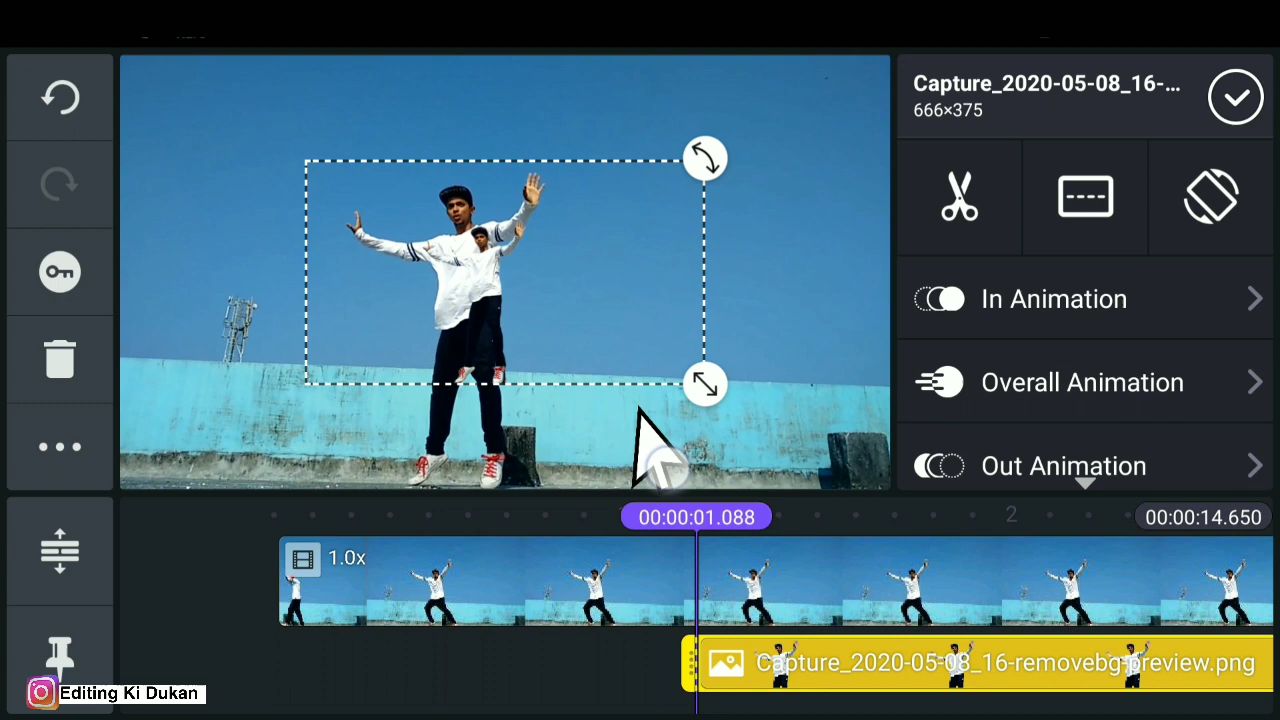 Capture_2020-05-08_16-...
666×375
In Animation
Overall Animation
Out Animation
00:00:01.088
2
00:00:14.650
1.0x
Capture_2020-05-08_16-removebg-preview.png
Editing Ki Dukan